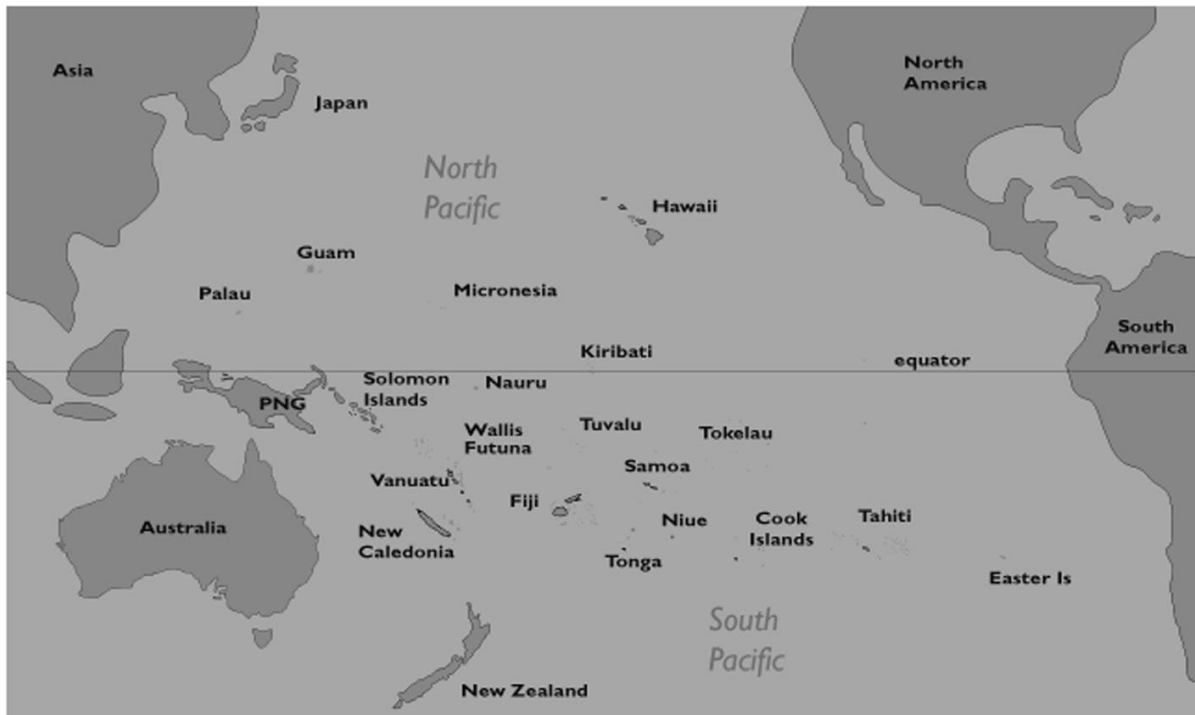 Asia
North
America
Japan
North
Pacific
Hawaii
Guam
Palau
Micronesia
South
America
Kiribati
equator
Solomon
Islands
Nauru
PNG
Wallis
Futuna
Tuvalu
Tokelau
Samoa
Vanuatu
Fiji
Australia
New
Caledonia
Niue
Cook
Islands
Tahiti
Tonga
Easter Is
South
Pacific
New Zealand